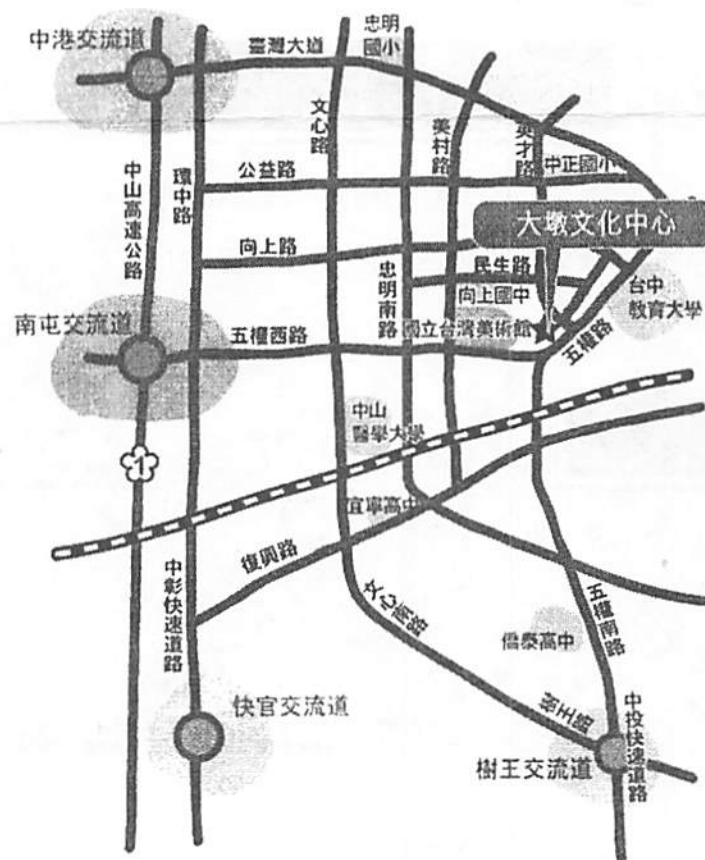 中港交流道
臺灣大道
忠明
國小
文心路
美村路
英才路
中正國小
中山高速公路
環中路
公益路
大墩文化中心
向上路
忠明南路
民生路
向上國中
台中
教育大學
南屯交流道
五權西路
國立台灣美術館
五權路
中山
醫學大學
1
宜寧高中
復興路
中彰快速道路
文心南路
五權南路
僑泰高中
快官交流道
樹王路
中投快速道路
樹王交流道